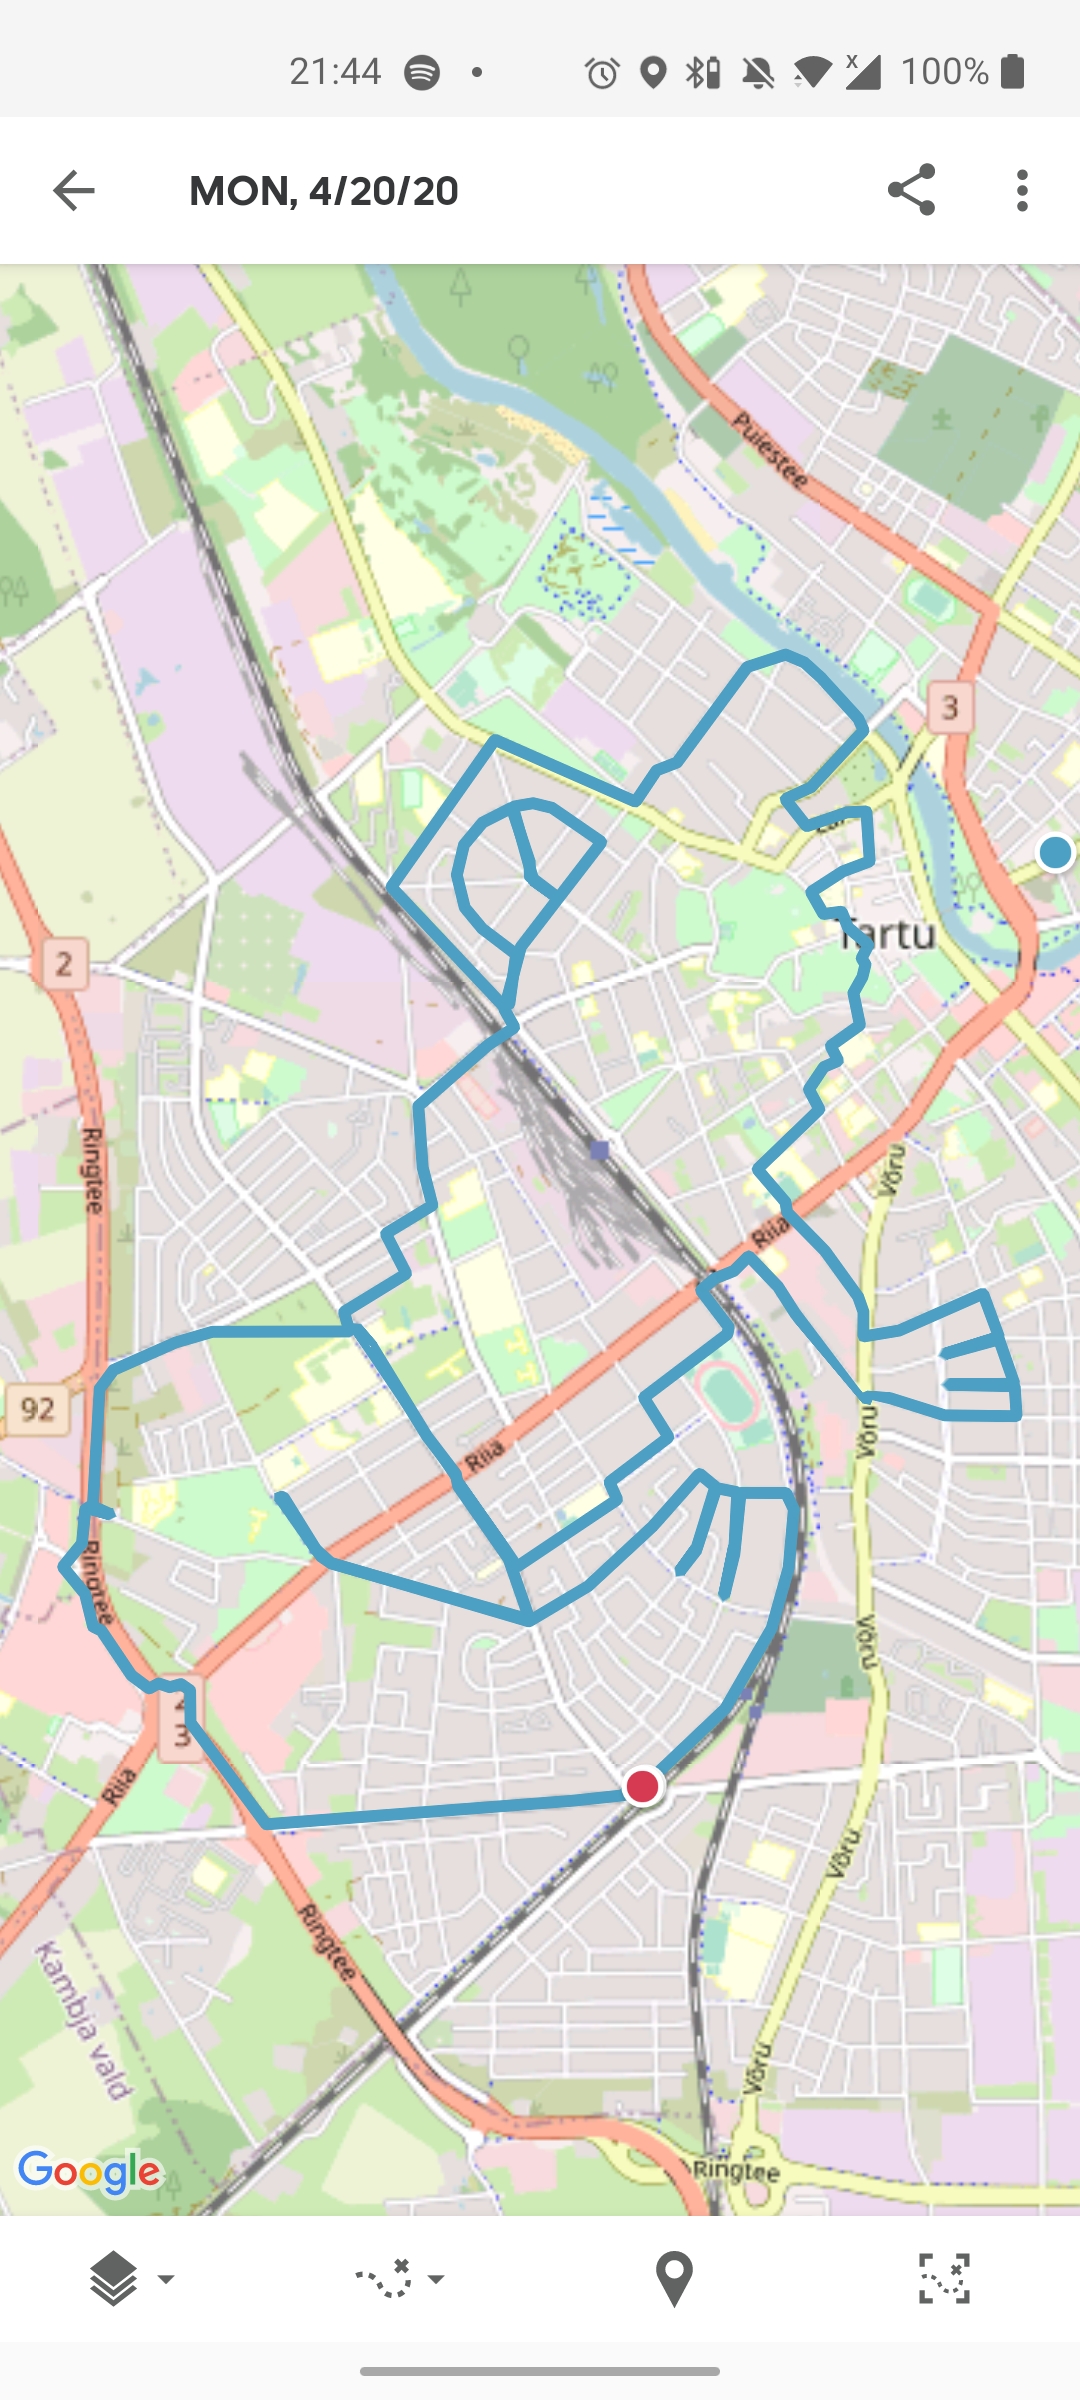 21:44
x
100%
MON, 4/20/20
Puiestee
3
Tartu
2
Ringtee
Võru
Riia
92
Riia
Võru
Ringtee
Võru
3
Riia
Võru
Ringtee
Kambja vald
Võru
Google
Ringtee